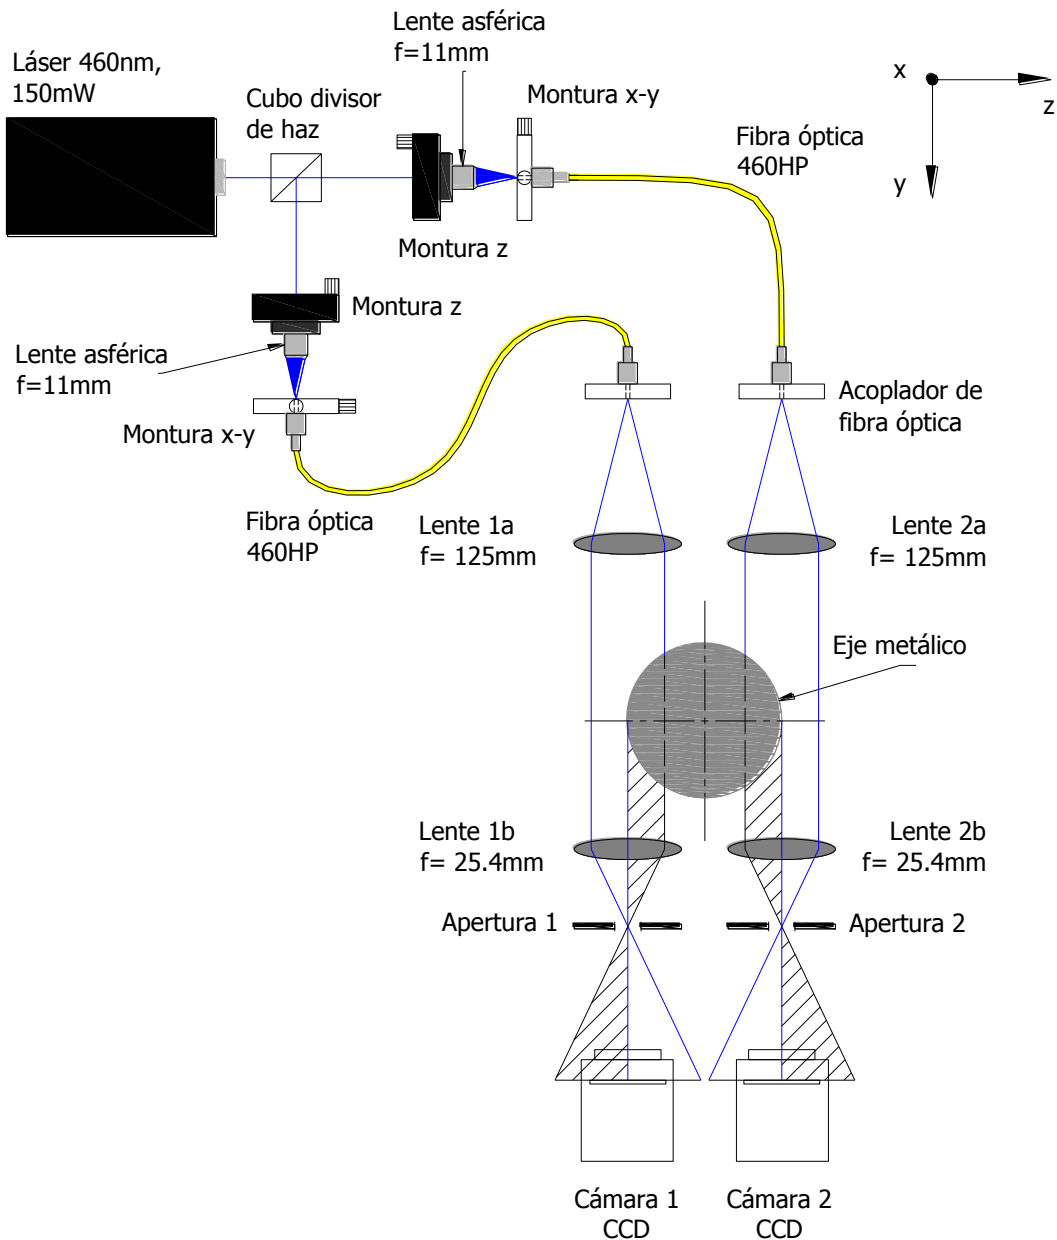 Lente asférica
f=11mm
Láser 460nm,
150mW
Cubo divisor
de haz
Montura x-y
Fibra óptica
460HP
x
z
y
Montura z
Montura z
Lente asférica
f=11mm
Montura x-y
Acoplador de
fibra óptica
Fibra óptica
460HP
Lente 1a
f= 125mm
Lente 2a
f= 125mm
Eje metálico
Lente 1b
f= 25.4mm
Lente 2b
f= 25.4mm
Apertura 1
Apertura 2
Cámara 1
CCD
Cámara 2
CCD